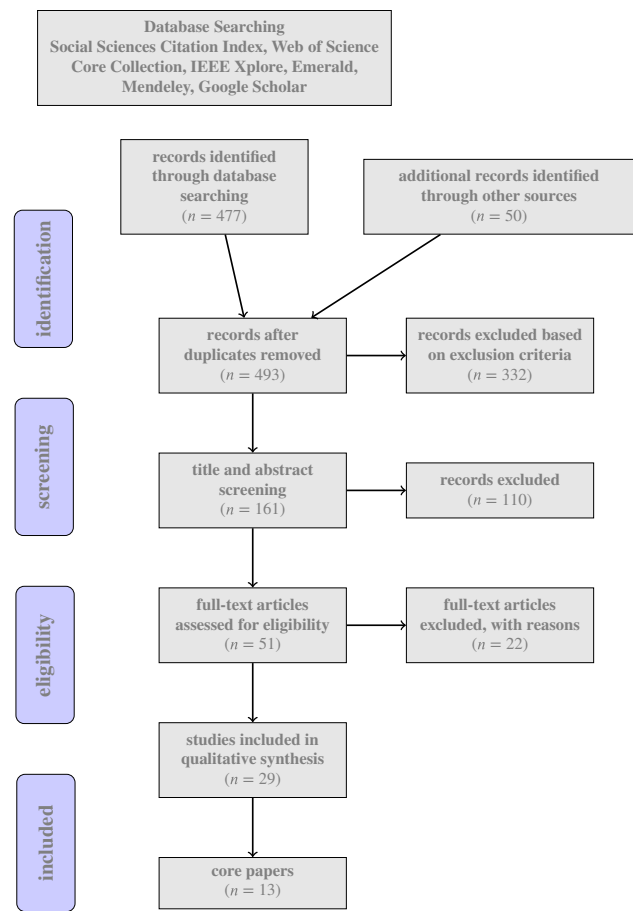 Database Searching
Social Sciences Citation Index, Web of Science
Core Collection, IEEE Xplore, Emerald,
Mendeley, Google Scholar
records identified
through database
searching
(n = 477)
additional records identified
through other sources
(n = 50)
identification
records after
duplicates removed
(n = 493)
records excluded based
on exclusion criteria
(n = 332)
screening
title and abstract
screening
(n = 161)
records excluded
(n = 110)
eligibility
full-text articles
assessed for eligibility
(n = 51)
full-text articles
excluded, with reasons
(n = 22)
studies included in
qualitative synthesis
(n = 29)
included
core papers
(n = 13)